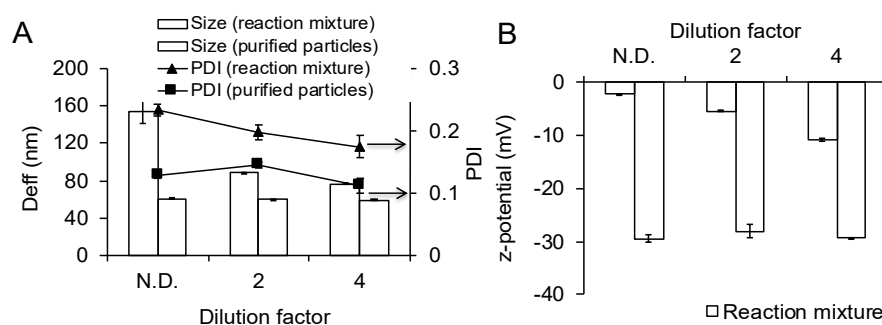 A
Size (reaction mixture)
Size (purified particles)
PDI (reaction mixture)
PDI (purified particles)
200
160
120
80
40
0
Deff (nm)
0.3
0.2
0.1
0
PDI
N.D. 2 4
Dilution factor
B
Dilution factor
N.D. 2 4
0
-10
-20
-30
-40
z-potential (mV)
Reaction mixture